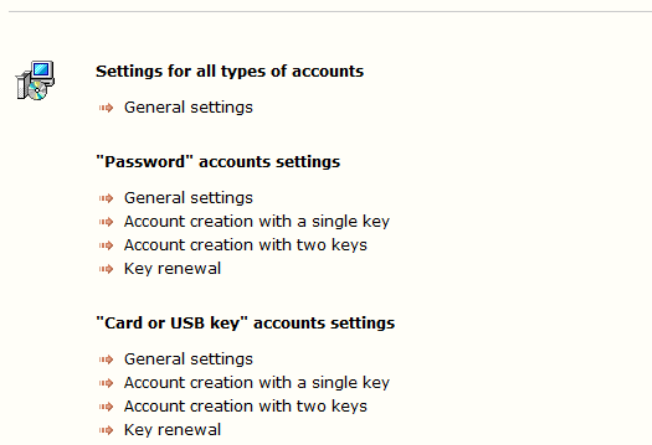 Settings for all types of accounts
General settings
"Password" accounts settings
General settings
Account creation with a single key
Account creation with two keys
Key renewal
"Card or USB key" accounts settings
General settings
Account creation with a single key
Account creation with two keys
Key renewal